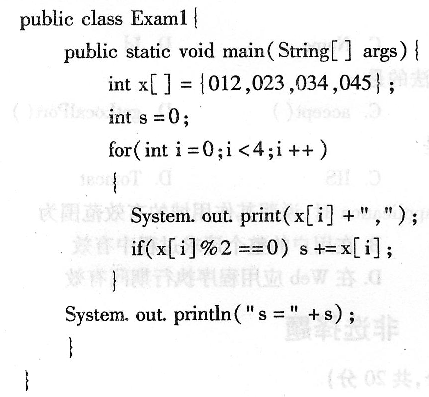 public class Exam1{
public static void main(String[ ] args){
int x[ ] = {012,023,034,045};
int s=0;
for(int i=0;i<4;i++)
{
System. out. print(x[i]+",");
if(x[i]%2==0) s+=x[i];
}
System. out. println("s="+s);
}
}